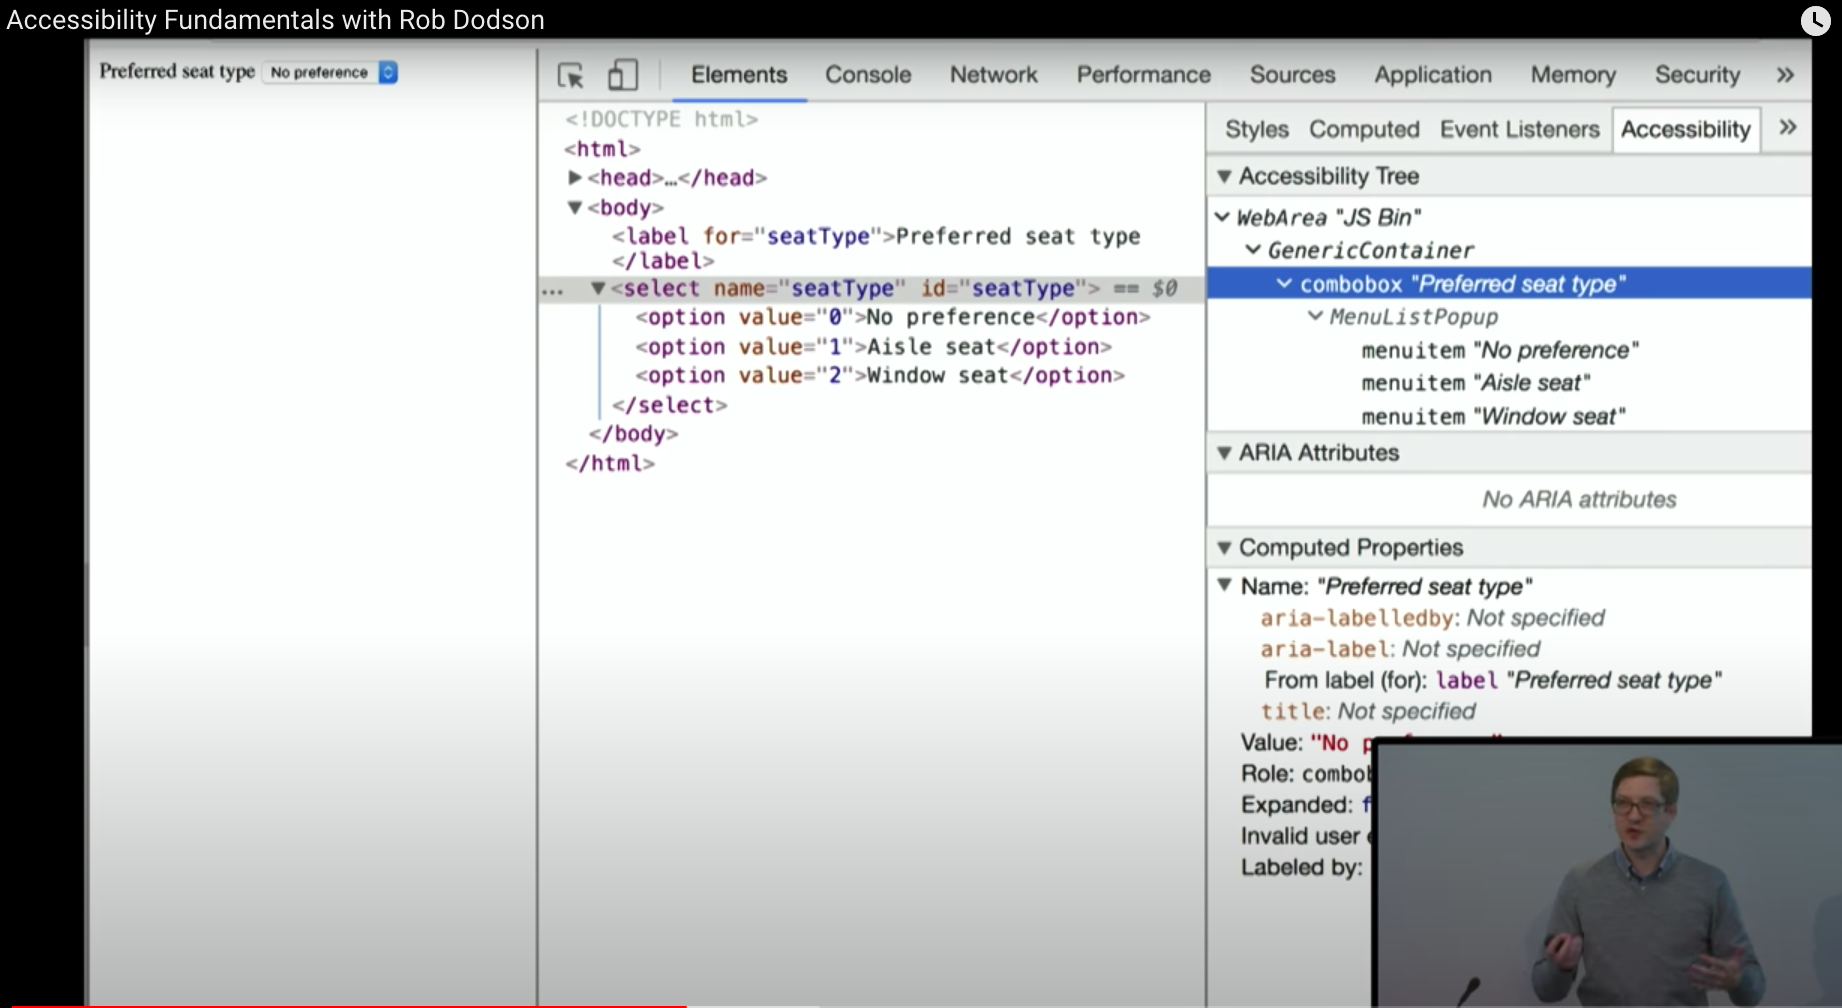 Accessibility Fundamentals with Rob Dodson
Preferred seat type No preference
Elements Console Network Performance Sources Application Memory Security »
<!DOCTYPE html>
<html>
▶<head>…</head>
▼<body>
<label for="seatType">Preferred seat type
</label>
… ▼<select name="seatType" id="seatType"> == $0
<option value="0">No preference</option>
<option value="1">Aisle seat</option>
<option value="2">Window seat</option>
</select>
</body>
</html>
Styles Computed Event Listeners Accessibility »
▼ Accessibility Tree
WebArea "JS Bin"
GenericContainer
combobox "Preferred seat type"
MenuListPopup
menuitem "No preference"
menuitem "Aisle seat"
menuitem "Window seat"
▼ ARIA Attributes
No ARIA attributes
▼ Computed Properties
▼ Name: "Preferred seat type"
aria-labelledby: Not specified
aria-label: Not specified
From label (for): label "Preferred seat type"
title: Not specified
Value: "No
Role:
Expanded:
Invalid user
Labeled by: